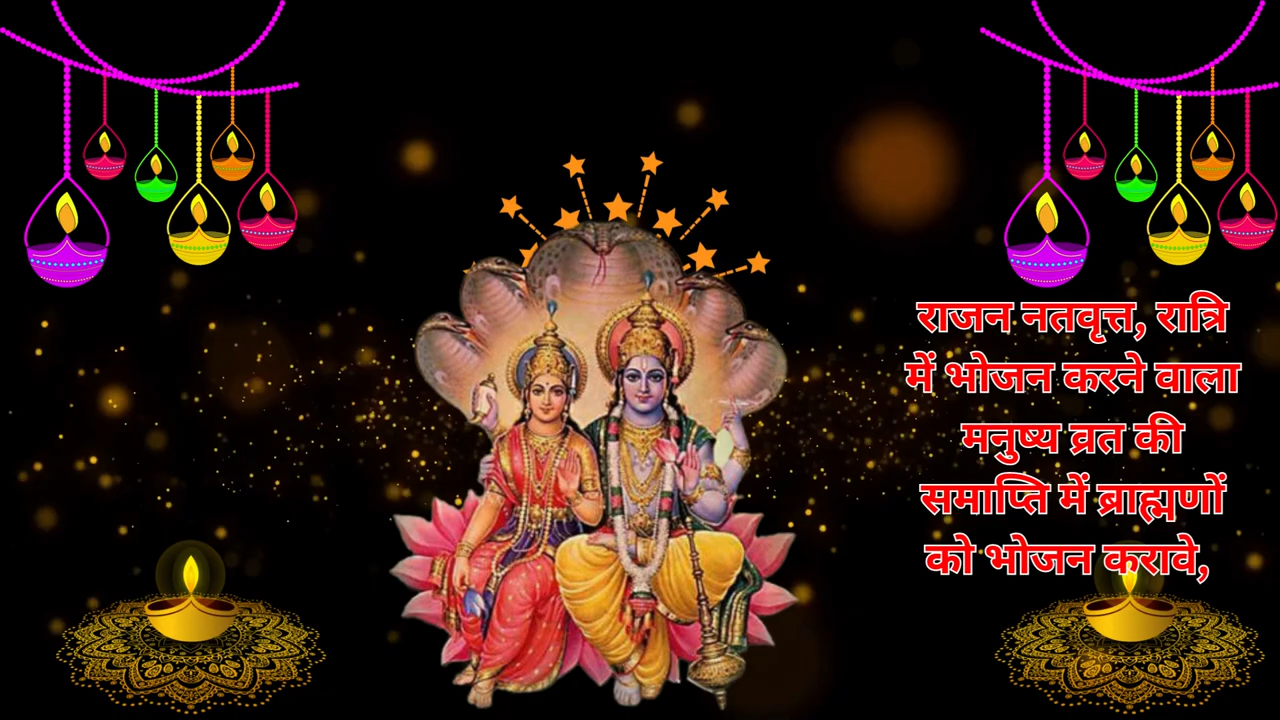 राजन नतवृत्त, रात्रि
में भोजन करने वाला
मनुष्य व्रत की
समाप्ति में ब्राह्मणों
को भोजन करावे,